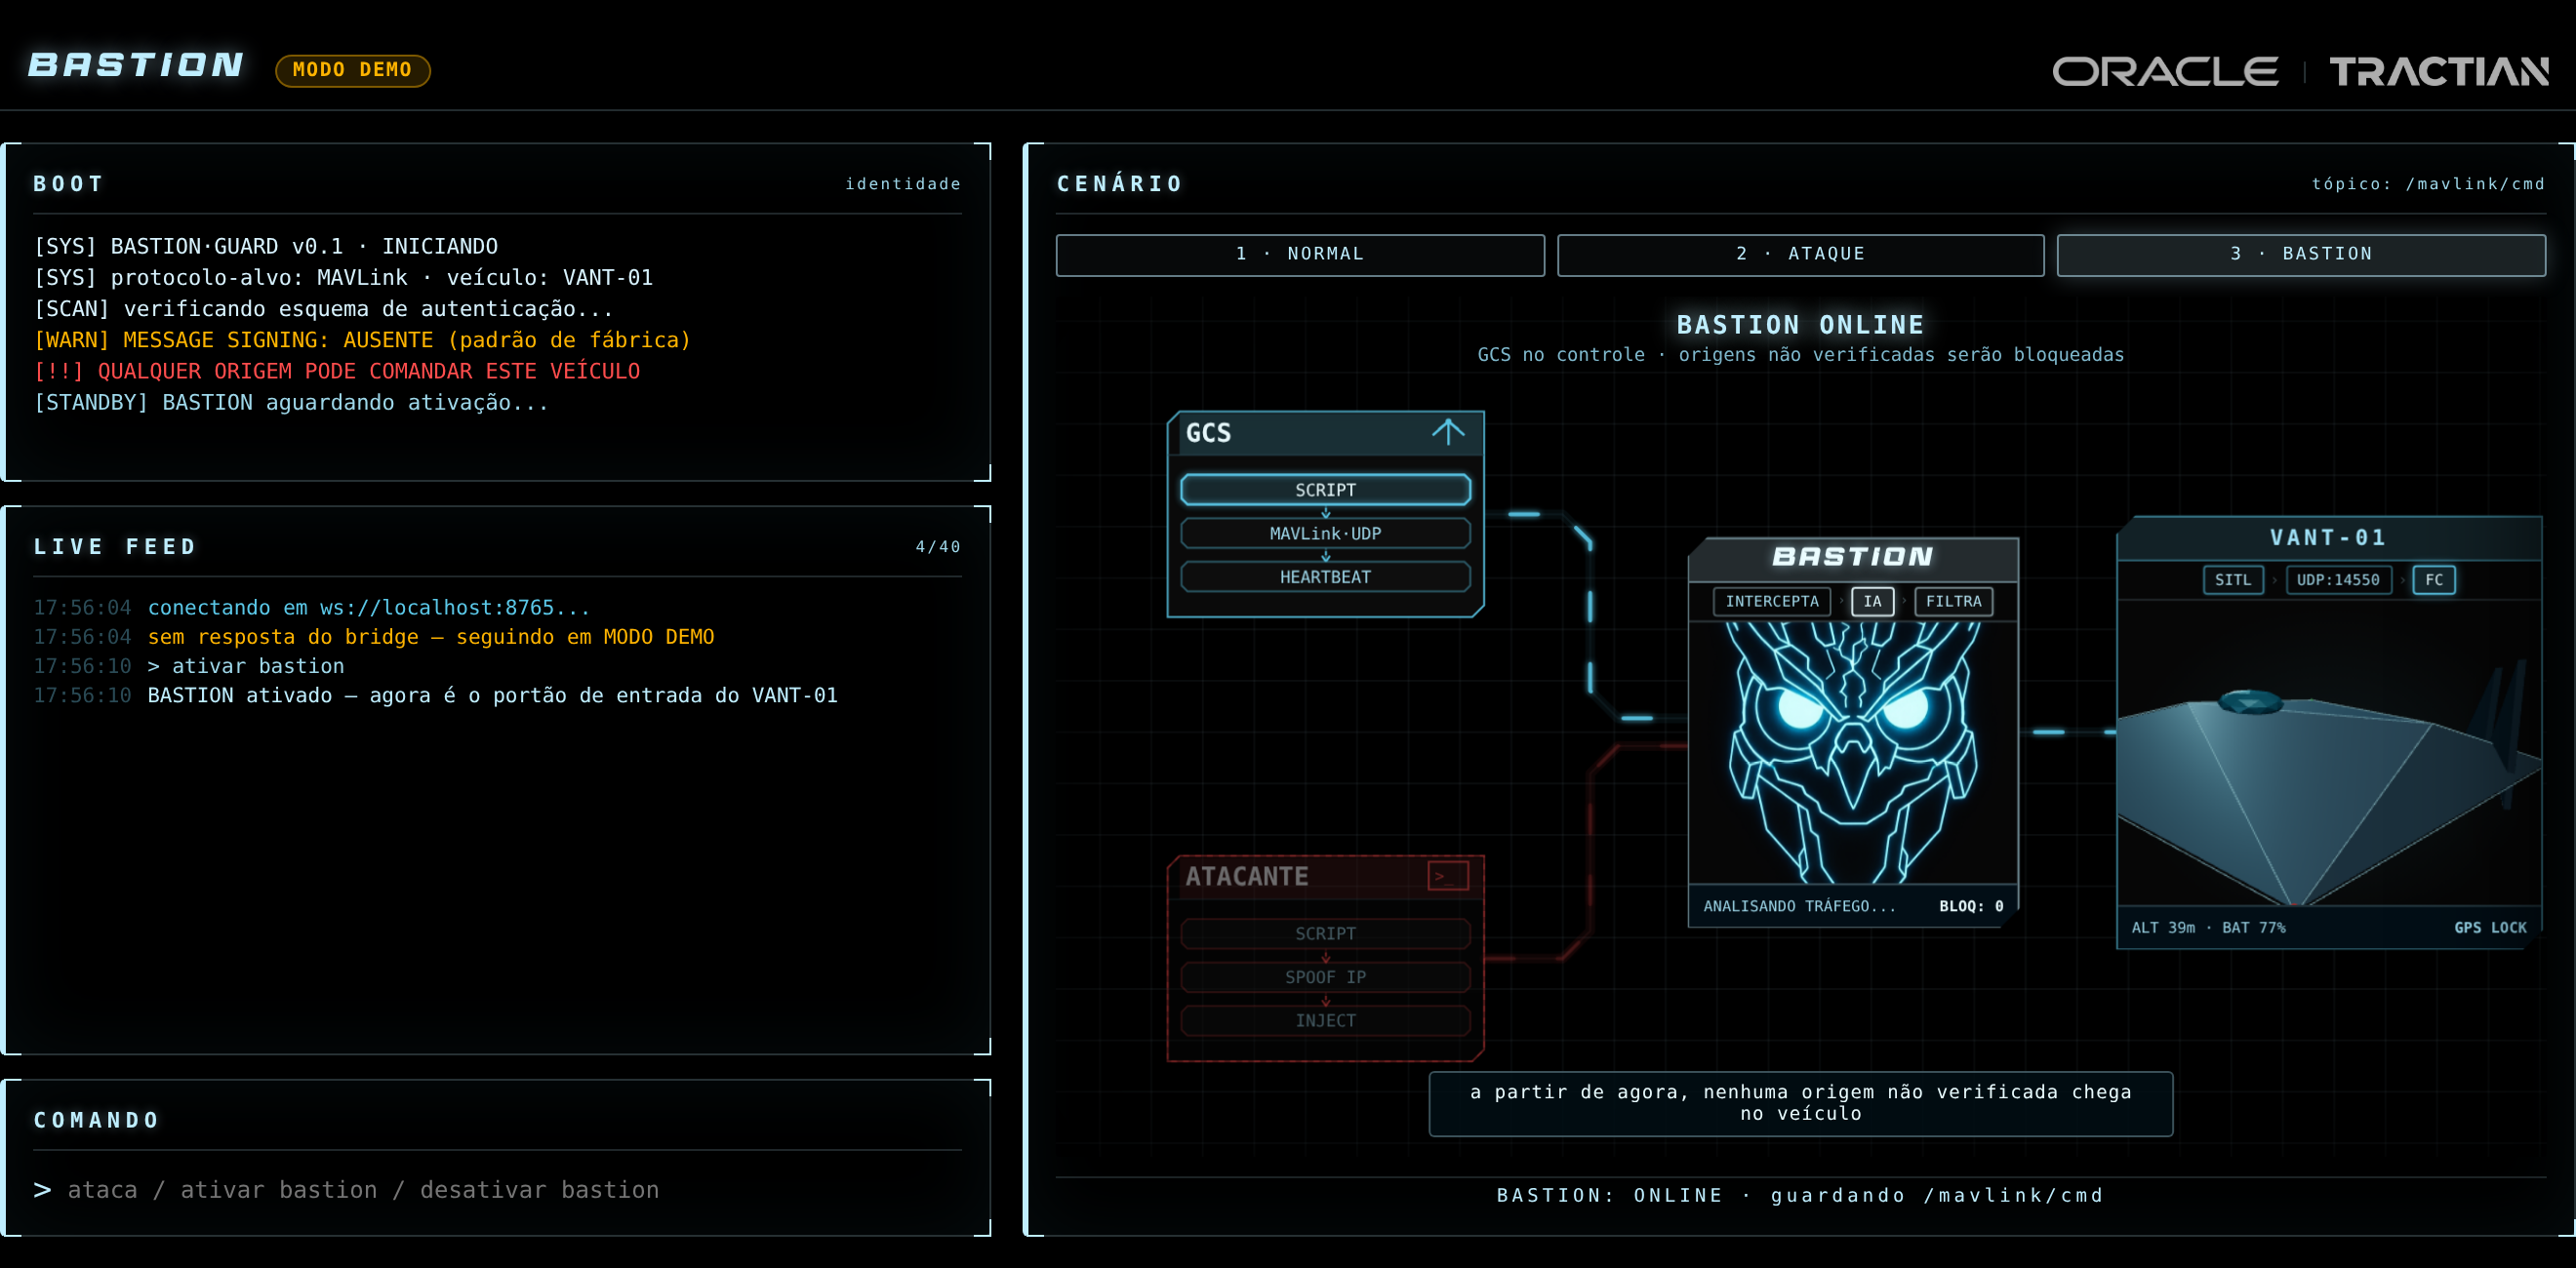 BASTION
MODO DEMO
ORACLE | TRACTIAN
BOOT
identidade
[SYS] BASTION·GUARD v0.1 · INICIANDO
[SYS] protocolo-alvo: MAVLink · veículo: VANT-01
[SCAN] verificando esquema de autenticação...
[WARN] MESSAGE SIGNING: AUSENTE (padrão de fábrica)
[!!] QUALQUER ORIGEM PODE COMANDAR ESTE VEÍCULO
[STANDBY] BASTION aguardando ativação...
LIVE FEED
4/40
17:56:04 conectando em ws://localhost:8765...
17:56:04 sem resposta do bridge — seguindo em MODO DEMO
17:56:10 > ativar bastion
17:56:10 BASTION ativado — agora é o portão de entrada do VANT-01
COMANDO
> ataca / ativar bastion / desativar bastion
CENÁRIO
tópico: /mavlink/cmd
1 · NORMAL
2 · ATAQUE
3 · BASTION
BASTION ONLINE
GCS no controle · origens não verificadas serão bloqueadas
GCS
SCRIPT
MAVLink·UDP
HEARTBEAT
ATACANTE
>_
SCRIPT
SPOOF IP
INJECT
BASTION
INTERCEPTA › IA › FILTRA
ANALISANDO TRÁFEGO...
BLOQ: 0
VANT-01
SITL › UDP:14550 › FC
ALT 39m · BAT 77%
GPS LOCK
a partir de agora, nenhuma origem não verificada chega
no veículo
BASTION: ONLINE · guardando /mavlink/cmd